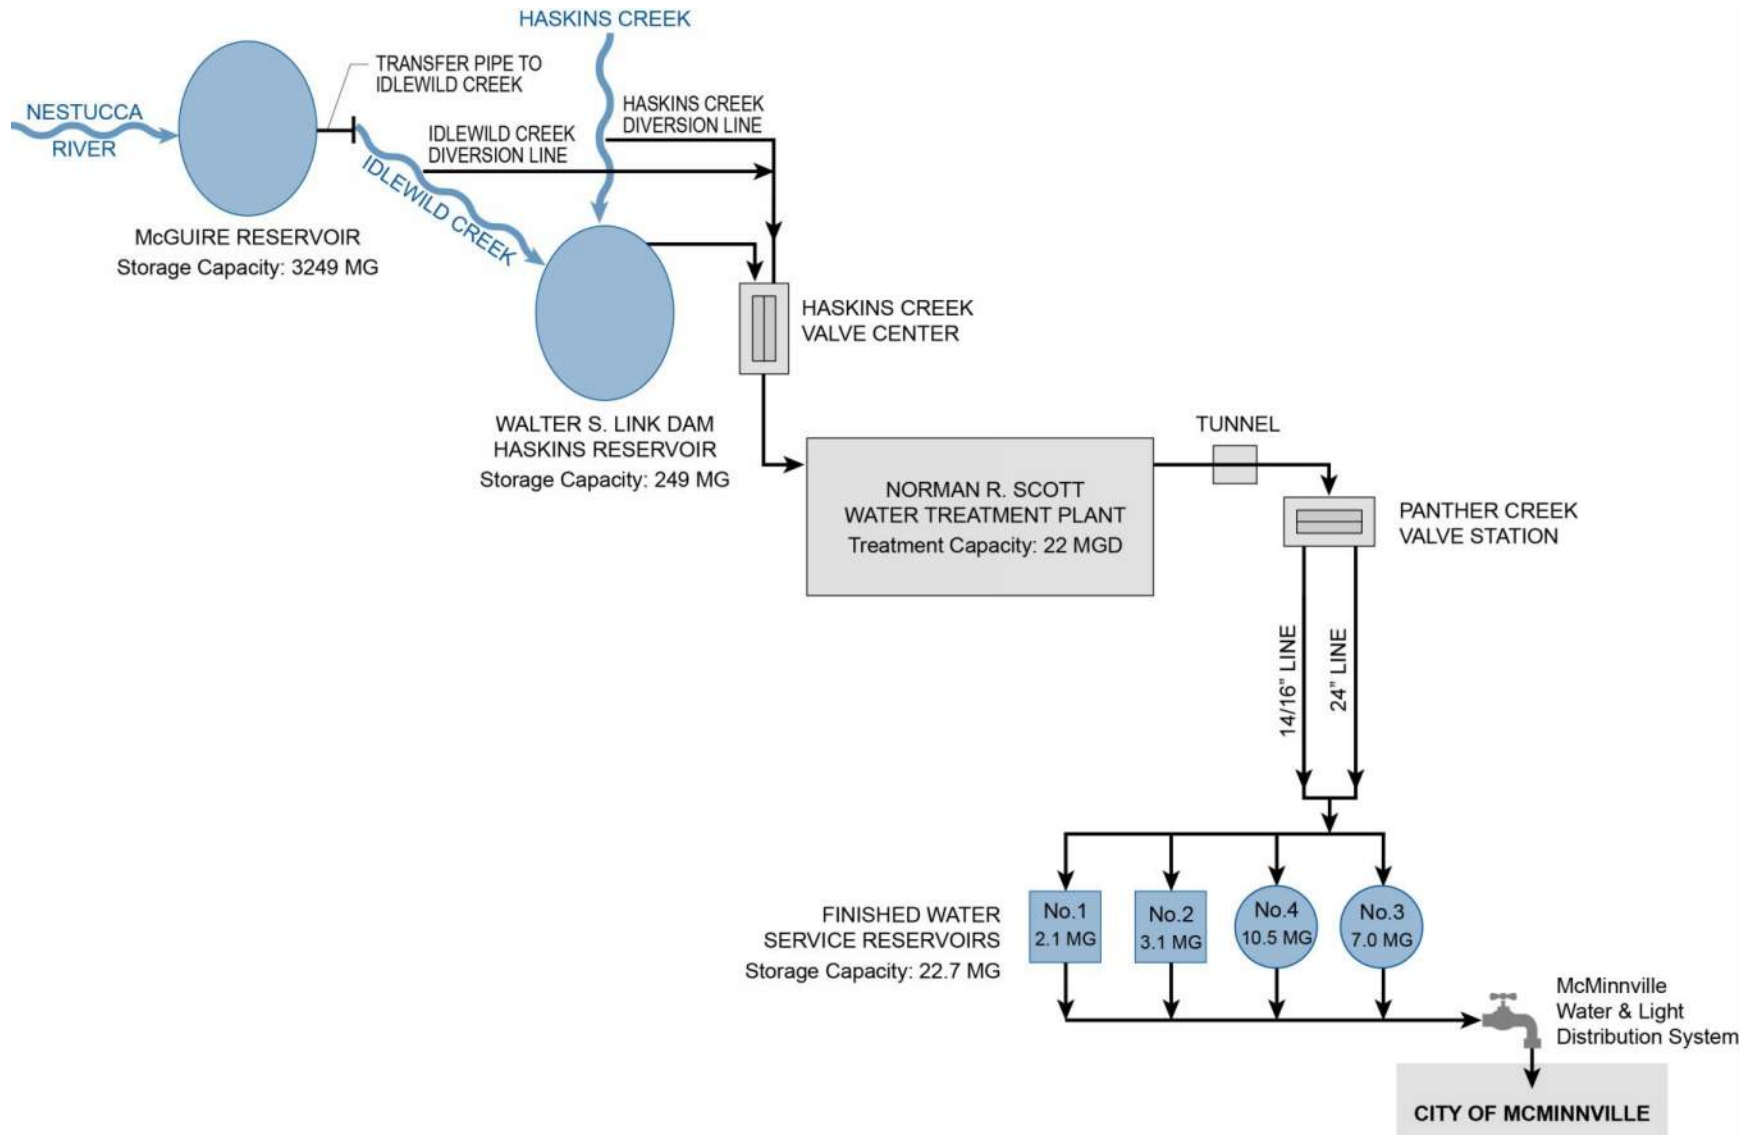 HASKINS CREEK
TRANSFER PIPE TO
IDLEWILD CREEK
NESTUCCA
RIVER
HASKINS CREEK
DIVERSION LINE
IDLEWILD CREEK
DIVERSION LINE
IDLEWILD CREEK
McGUIRE RESERVOIR
Storage Capacity: 3249 MG
HASKINS CREEK
VALVE CENTER
WALTER S. LINK DAM
HASKINS RESERVOIR
Storage Capacity: 249 MG
TUNNEL
NORMAN R. SCOTT
WATER TREATMENT PLANT
Treatment Capacity: 22 MGD
PANTHER CREEK
VALVE STATION
14/16" LINE
24" LINE
FINISHED WATER
SERVICE RESERVOIRS
Storage Capacity: 22.7 MG
No.1
2.1 MG
No.2
3.1 MG
No.4
10.5 MG
No.3
7.0 MG
McMinnville
Water & Light
Distribution System
CITY OF MCMINNVILLE